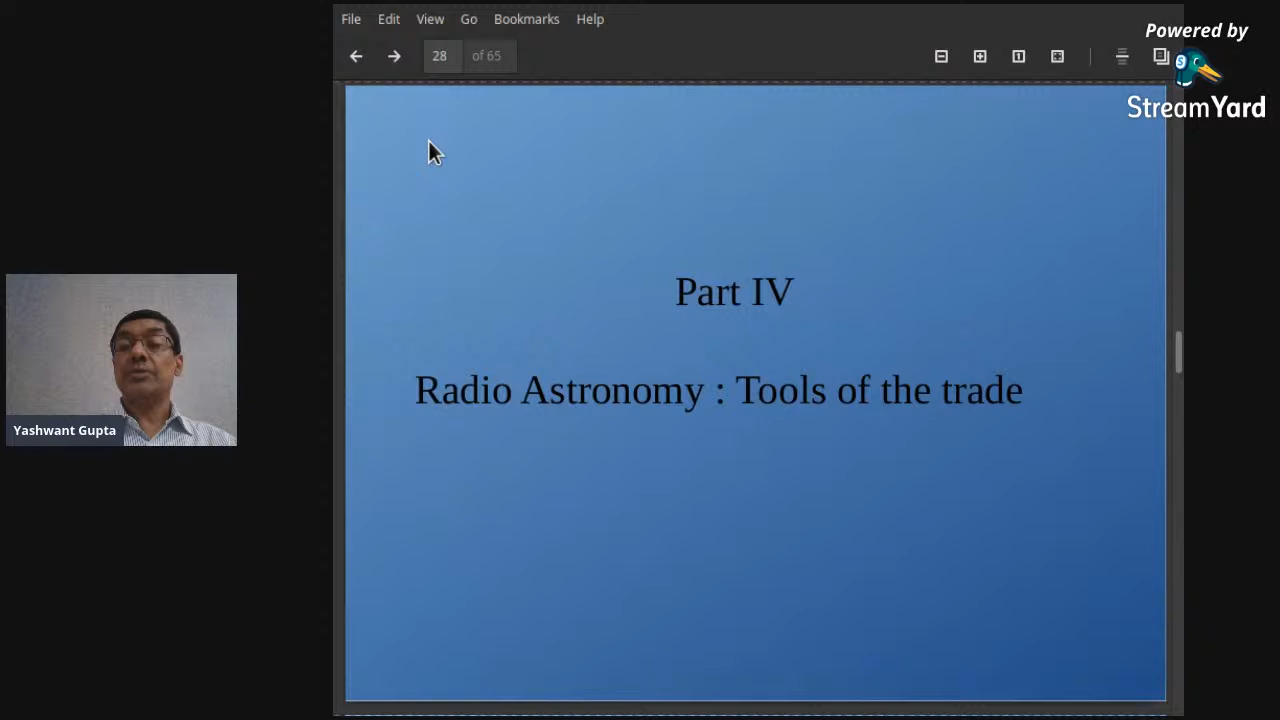 File Edit View Go Bookmarks Help
28 of 65
Powered by
StreamYard
Part IV
Radio Astronomy : Tools of the trade
Yashwant Gupta